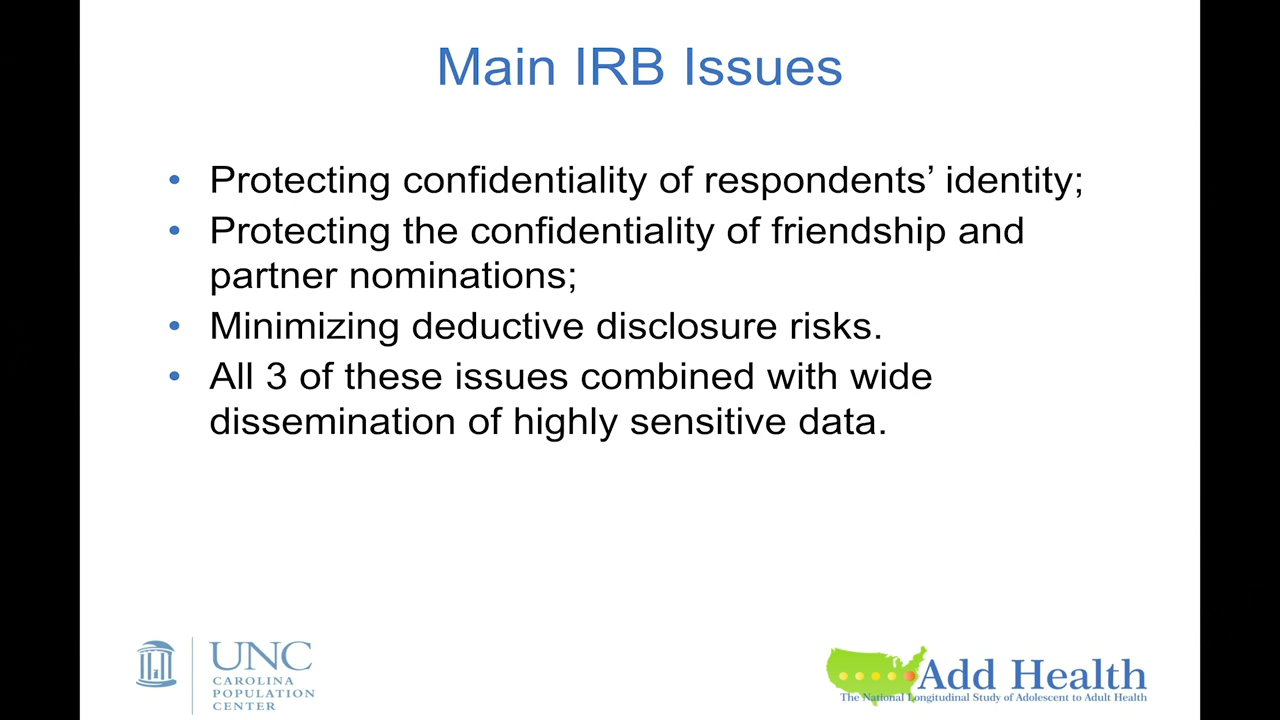 Main IRB Issues
• Protecting confidentiality of respondents’ identity;
• Protecting the confidentiality of friendship and
partner nominations;
• Minimizing deductive disclosure risks.
• All 3 of these issues combined with wide
dissemination of highly sensitive data.
UNC
CAROLINA
POPULATION
CENTER
Add Health
The National Longitudinal Study of Adolescent to Adult Health